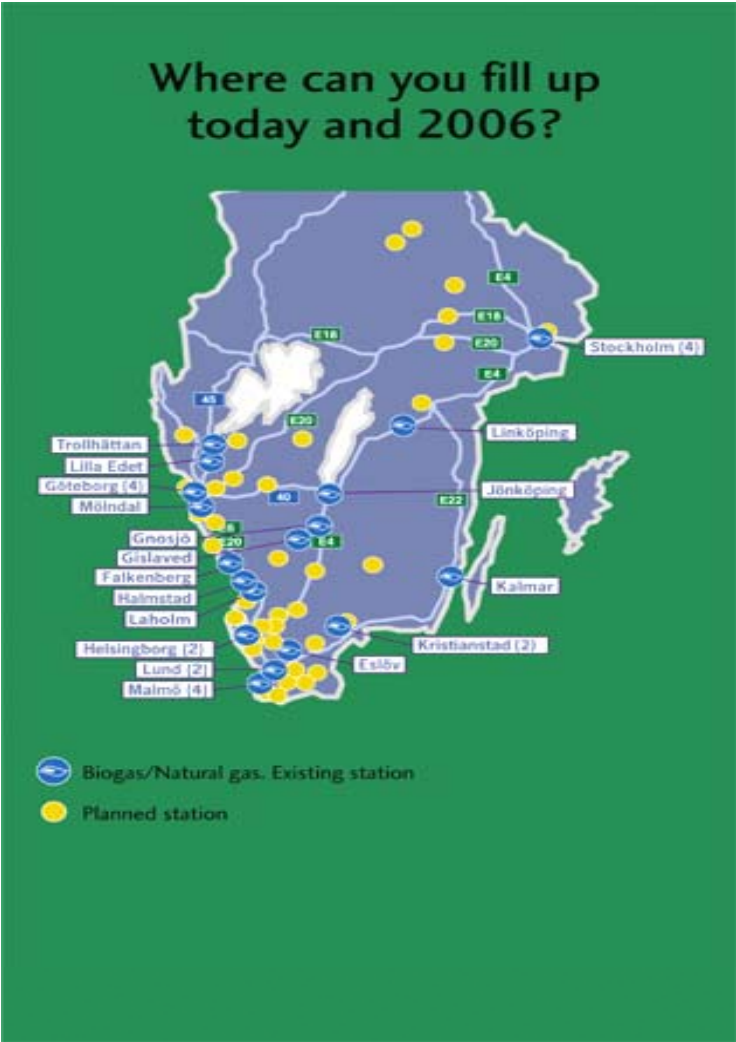 Where can you fill up
today and 2006?
E4
E18
E18
E20
Stockholm (4)
E4
45
E20
Linköping
Trollhättan
Lilla Edet
Göteborg (4)
Jönköping
40
E22
Mölndal
E6
Gnosjö
E20
E4
Gislaved
Falkenberg
Kalmar
Halmstad
Laholm
Helsingborg (2)
Kristianstad (2)
Lund (2)
Eslöv
Malmö (4)
Biogas/Natural gas. Existing station
Planned station